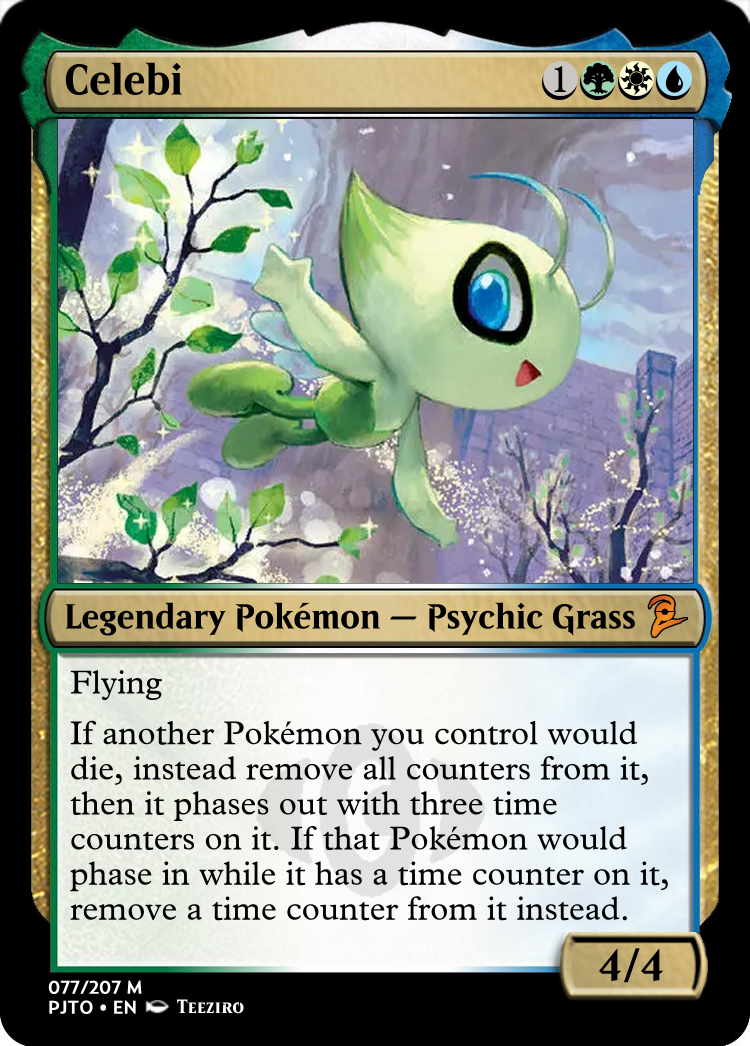 Celebi 1
Legendary Pokémon — Psychic Grass
Flying
If another Pokémon you control would
die, instead remove all counters from it,
then it phases out with three time
counters on it. If that Pokémon would
phase in while it has a time counter on it,
remove a time counter from it instead.
4/4
077/207 M
PJTO • EN Teeziro